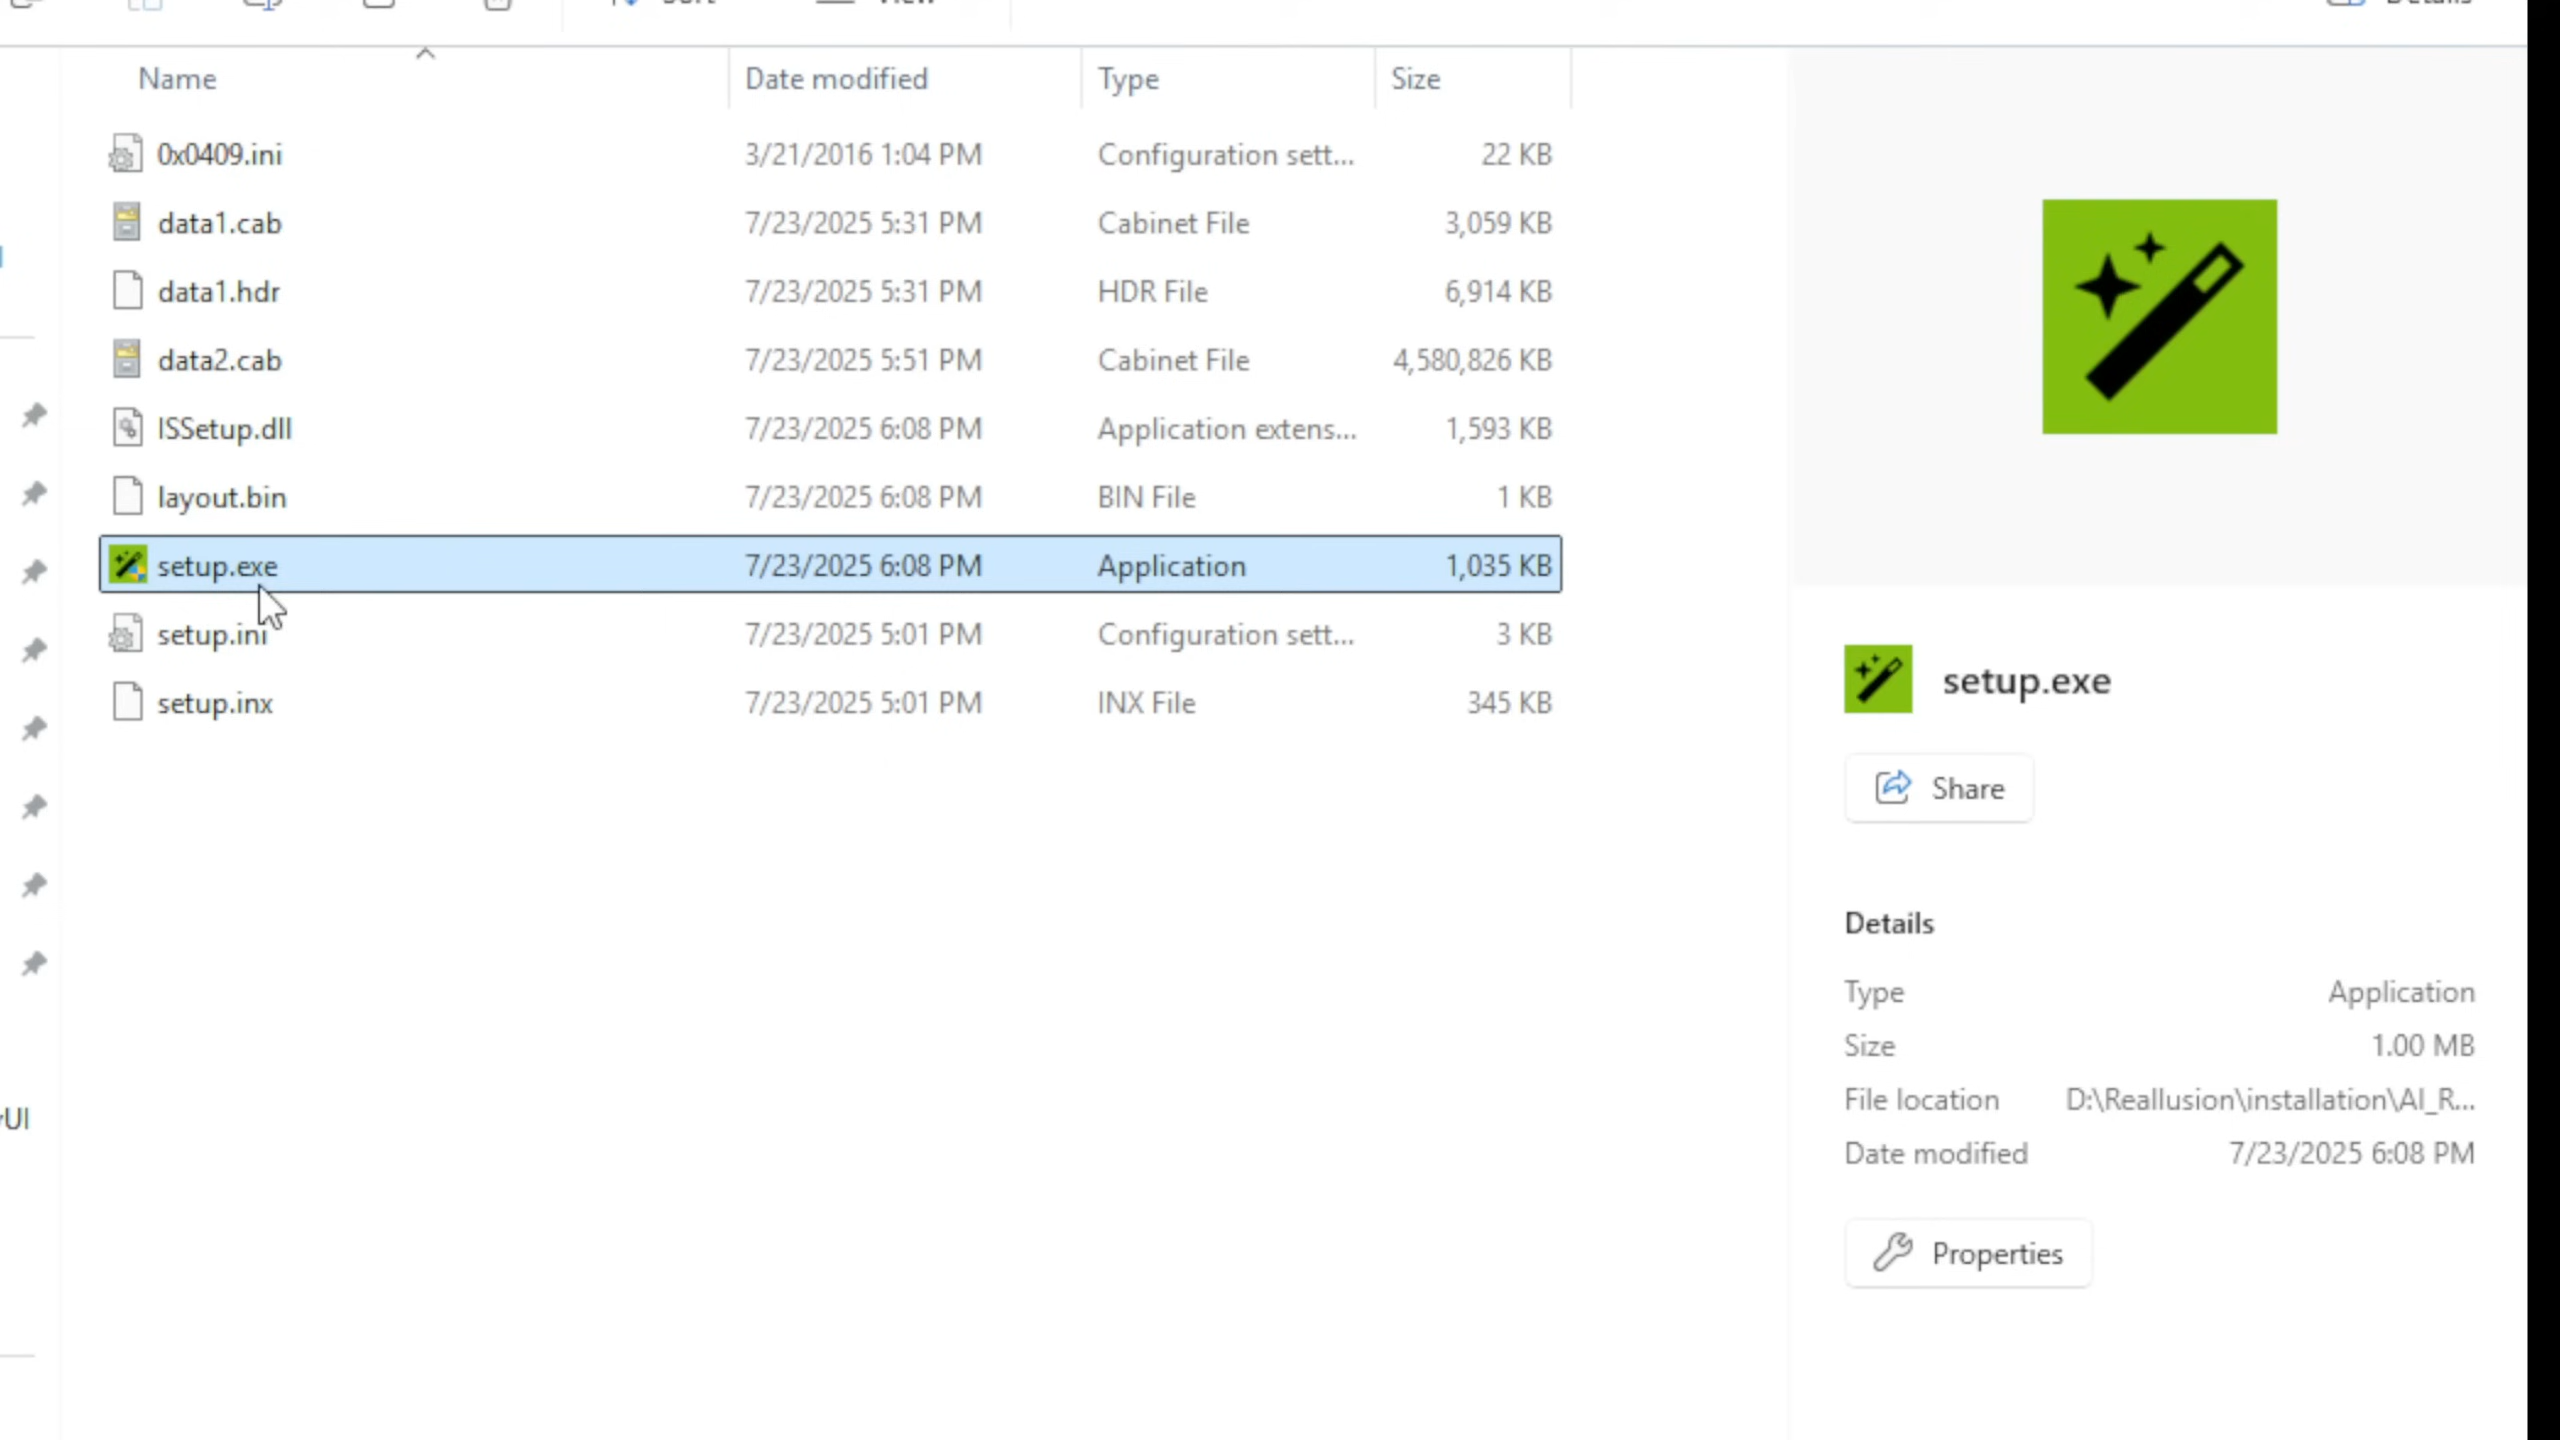 Sort View Details
Name Date modified Type Size
0x0409.ini 3/21/2016 1:04 PM Configuration sett... 22 KB
data1.cab 7/23/2025 5:31 PM Cabinet File 3,059 KB
data1.hdr 7/23/2025 5:31 PM HDR File 6,914 KB
data2.cab 7/23/2025 5:51 PM Cabinet File 4,580,826 KB
ISSetup.dll 7/23/2025 6:08 PM Application extens... 1,593 KB
layout.bin 7/23/2025 6:08 PM BIN File 1 KB
setup.exe 7/23/2025 6:08 PM Application 1,035 KB
setup.ini 7/23/2025 5:01 PM Configuration sett... 3 KB
setup.inx 7/23/2025 5:01 PM INX File 345 KB
setup.exe
Share
Details
Type Application
Size 1.00 MB
File location D:\Reallusion\installation\AI_R...
Date modified 7/23/2025 6:08 PM
Properties